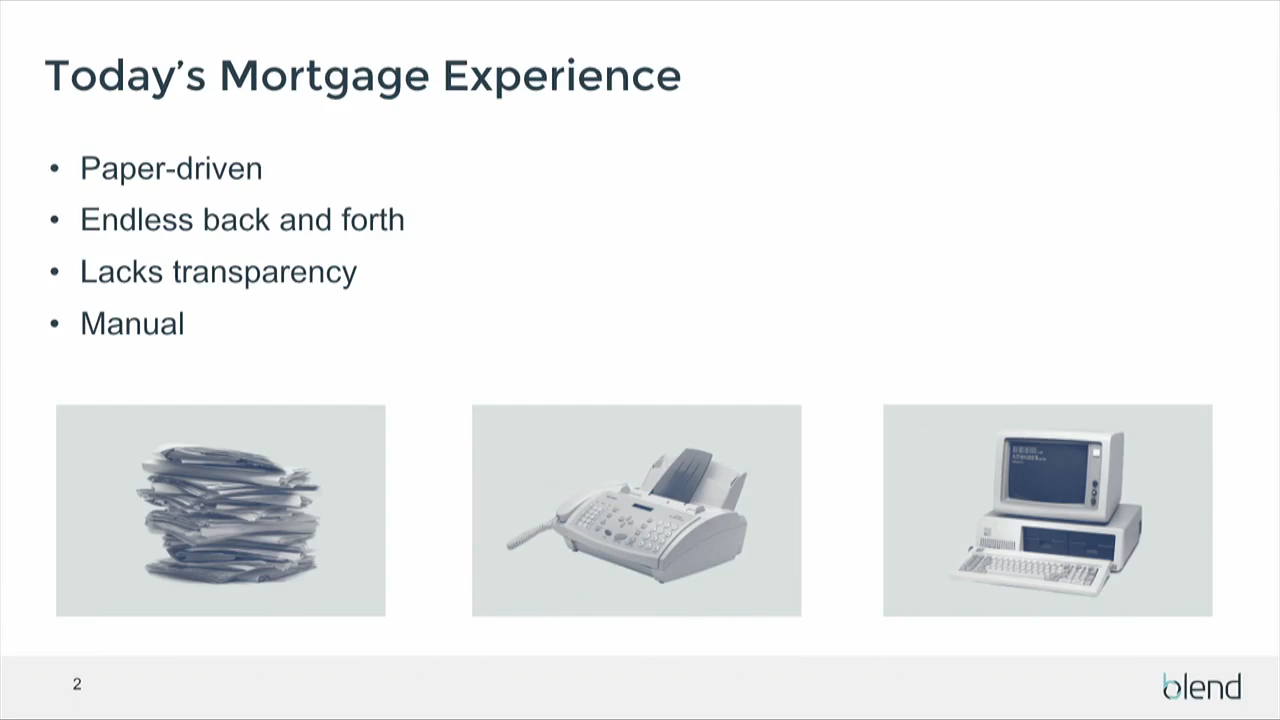 Today's Mortgage Experience
• Paper-driven
• Endless back and forth
• Lacks transparency
• Manual
2
blend